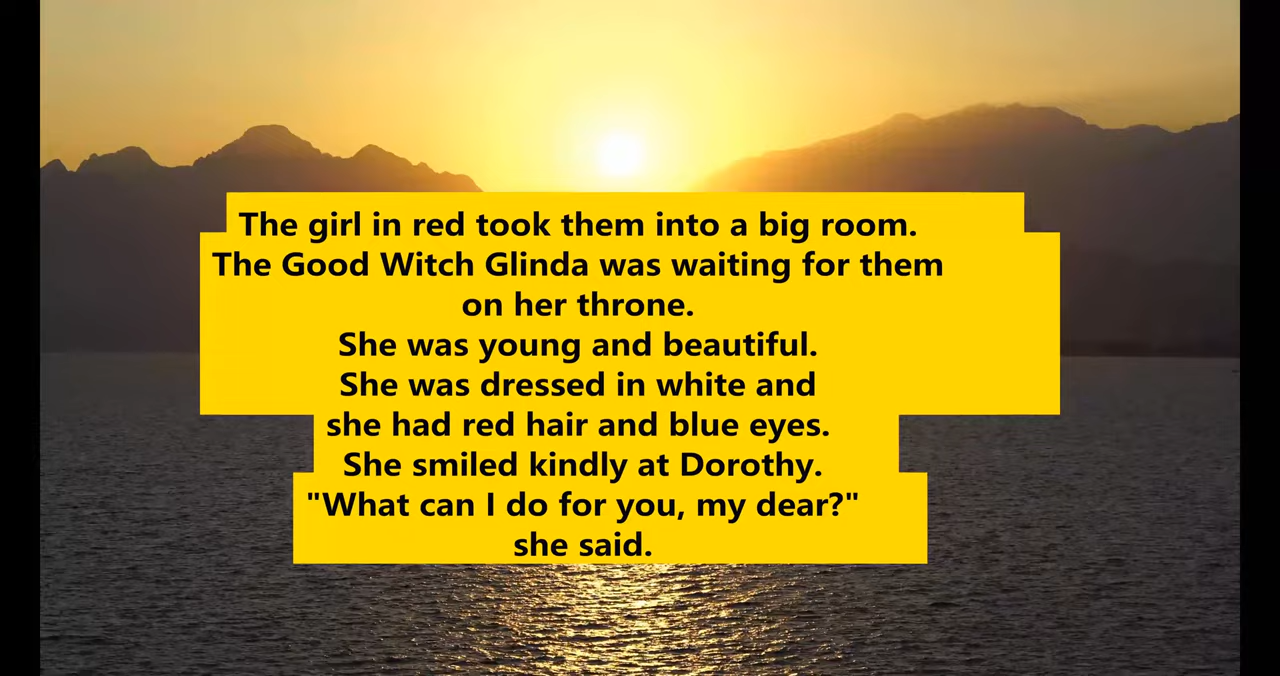 The girl in red took them into a big room.
The Good Witch Glinda was waiting for them
on her throne.
She was young and beautiful.
She was dressed in white and
she had red hair and blue eyes.
She smiled kindly at Dorothy.
"What can I do for you, my dear?"
she said.